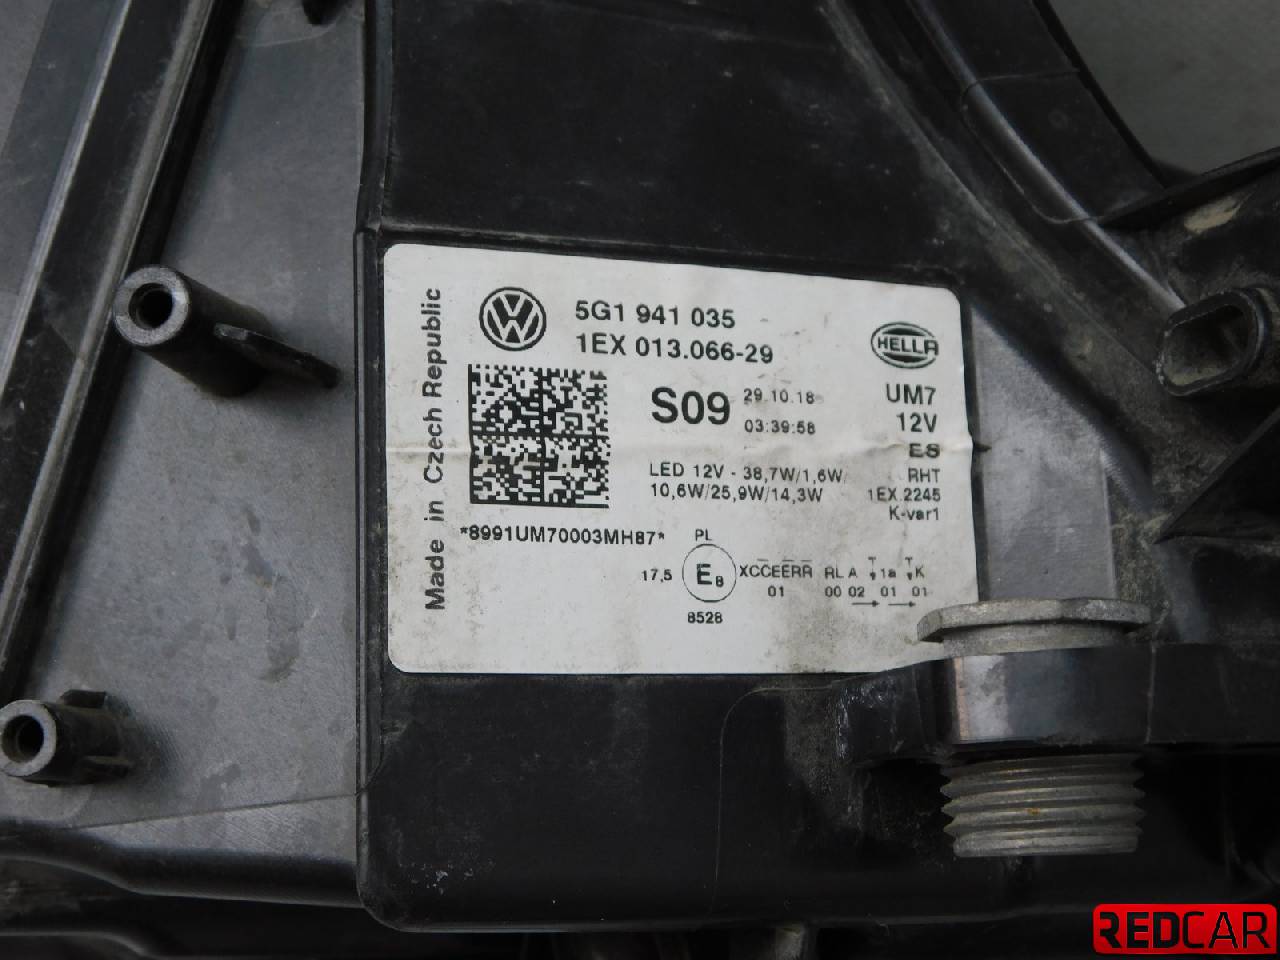 Made in Czech Republic
5G1 941 035
1EX 013.066-29
HELLA
S09
29.10.18
03:39:58
UM7
12V
ES
LED 12V - 38,7W/1,6W/
10,6W/25,9W/14,3W
RHT
1EX.2245
K-var1
*8991UM70003MH87*
PL
17,5
E8
XCCEERR
01
RL A 1a K
00 02 01 01
8528
REDCAR